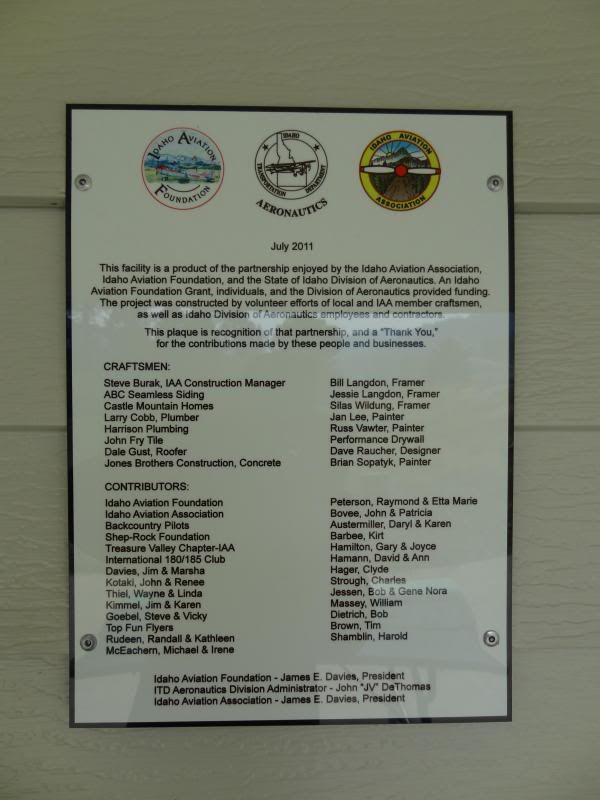 IDAHO AVIATION FOUNDATION
IDAHO TRANSPORTATION DEPARTMENT
AERONAUTICS
IDAHO AVIATION ASSOCIATION
July 2011
This facility is a product of the partnership enjoyed by the Idaho Aviation Association,
Idaho Aviation Foundation, and the State of Idaho Division of Aeronautics. An Idaho
Aviation Foundation Grant, individuals, and the Division of Aeronautics provided funding.
The project was constructed by volunteer efforts of local and IAA member craftsmen,
as well as Idaho Division of Aeronautics employees and contractors.
This plaque is recognition of that partnership, and a "Thank You,"
for the contributions made by these people and businesses.
CRAFTSMEN:
Steve Burak, IAA Construction Manager
ABC Seamless Siding
Castle Mountain Homes
Larry Cobb, Plumber
Harrison Plumbing
John Fry Tile
Dale Gust, Roofer
Jones Brothers Construction, Concrete
Bill Langdon, Framer
Jessie Langdon, Framer
Silas Wildung, Framer
Jan Lee, Painter
Russ Vawter, Painter
Performance Drywall
Dave Raucher, Designer
Brian Sopatyk, Painter
CONTRIBUTORS:
Idaho Aviation Foundation
Idaho Aviation Association
Backcountry Pilots
Shep-Rock Foundation
Treasure Valley Chapter-IAA
International 180/185 Club
Davies, Jim & Marsha
Kotaki, John & Renee
Thiel, Wayne & Linda
Kimmel, Jim & Karen
Goebel, Steve & Vicky
Top Fun Flyers
Rudeen, Randall & Kathleen
McEachern, Michael & Irene
Peterson, Raymond & Etta Marie
Bovee, John & Patricia
Austermiller, Daryl & Karen
Barbee, Kirt
Hamilton, Gary & Joyce
Hamann, David & Ann
Hager, Clyde
Strough, Charles
Jessen, Bob & Gene Nora
Massey, William
Dietrich, Bob
Brown, Tim
Shamblin, Harold
Idaho Aviation Foundation - James E. Davies, President
ITD Aeronautics Division Administrator - John "JV" DeThomas
Idaho Aviation Association - James E. Davies, President